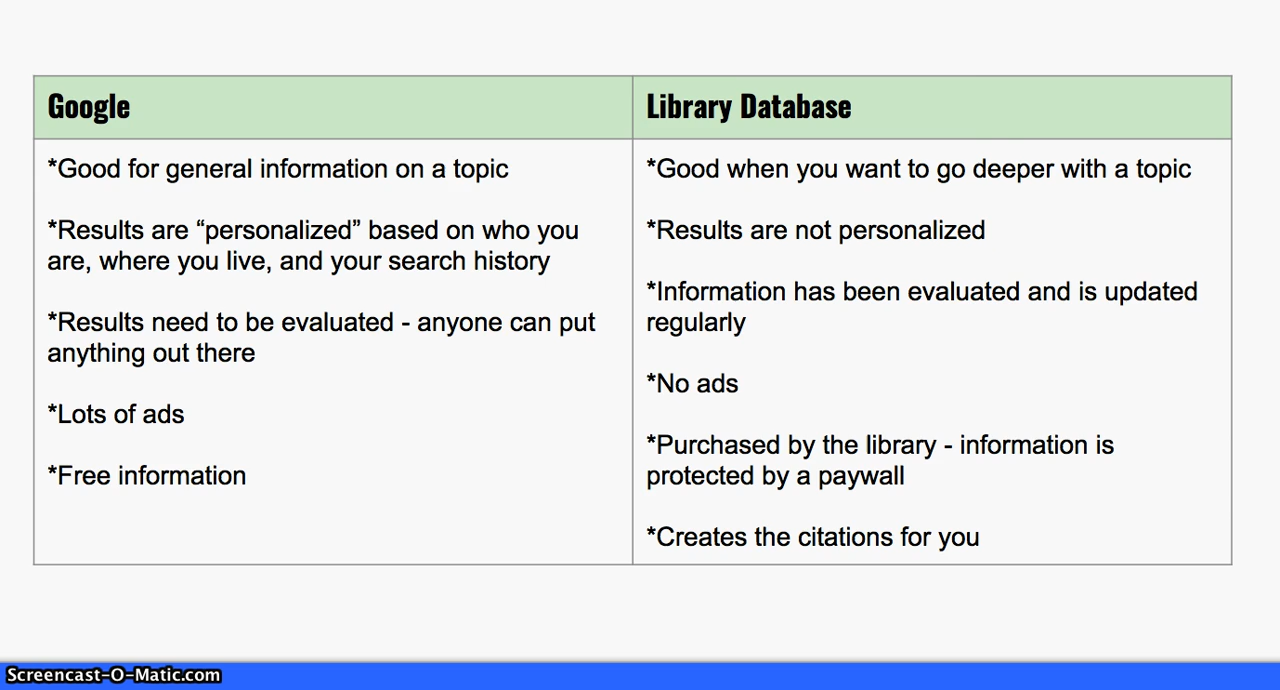 Google
Library Database
*Good for general information on a topic
*Results are “personalized” based on who you
are, where you live, and your search history
*Results need to be evaluated - anyone can put
anything out there
*Lots of ads
*Free information
*Good when you want to go deeper with a topic
*Results are not personalized
*Information has been evaluated and is updated
regularly
*No ads
*Purchased by the library - information is
protected by a paywall
*Creates the citations for you
Screencast-O-Matic.com